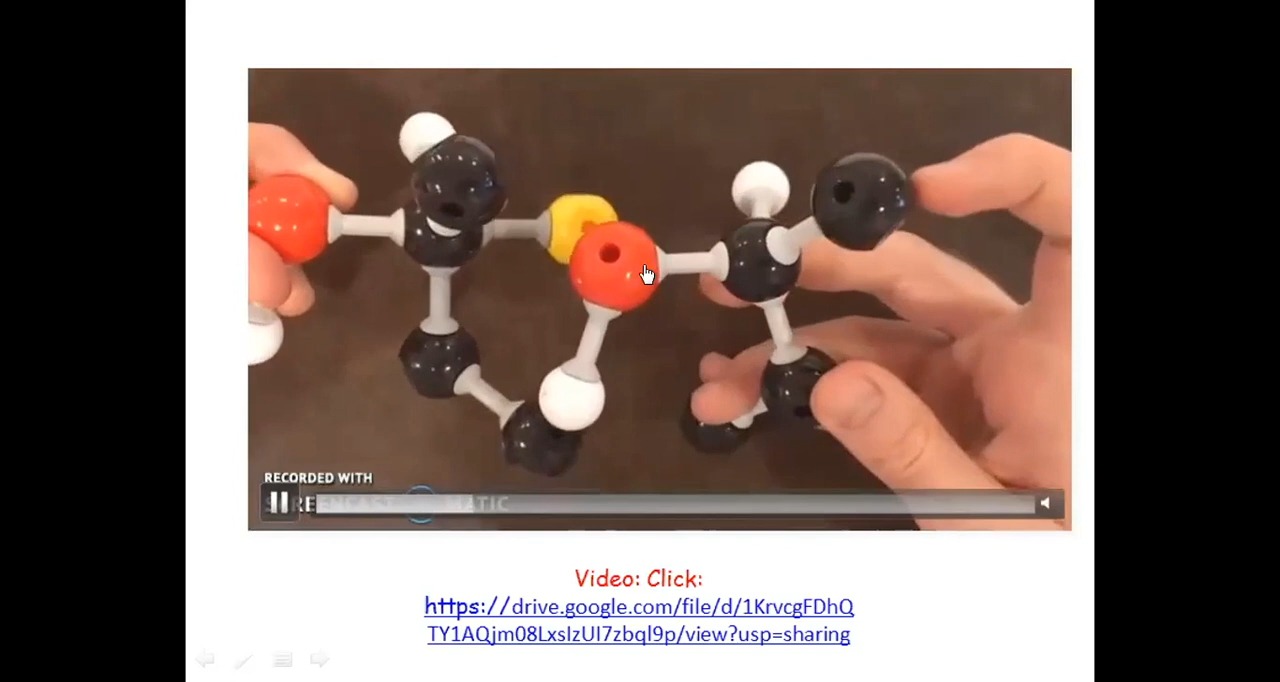 RECORDED WITH
Video: Click:
https://drive.google.com/file/d/1KrvcgFDhQ
TY1AQjm08LxsIzUI7zbql9p/view?usp=sharing